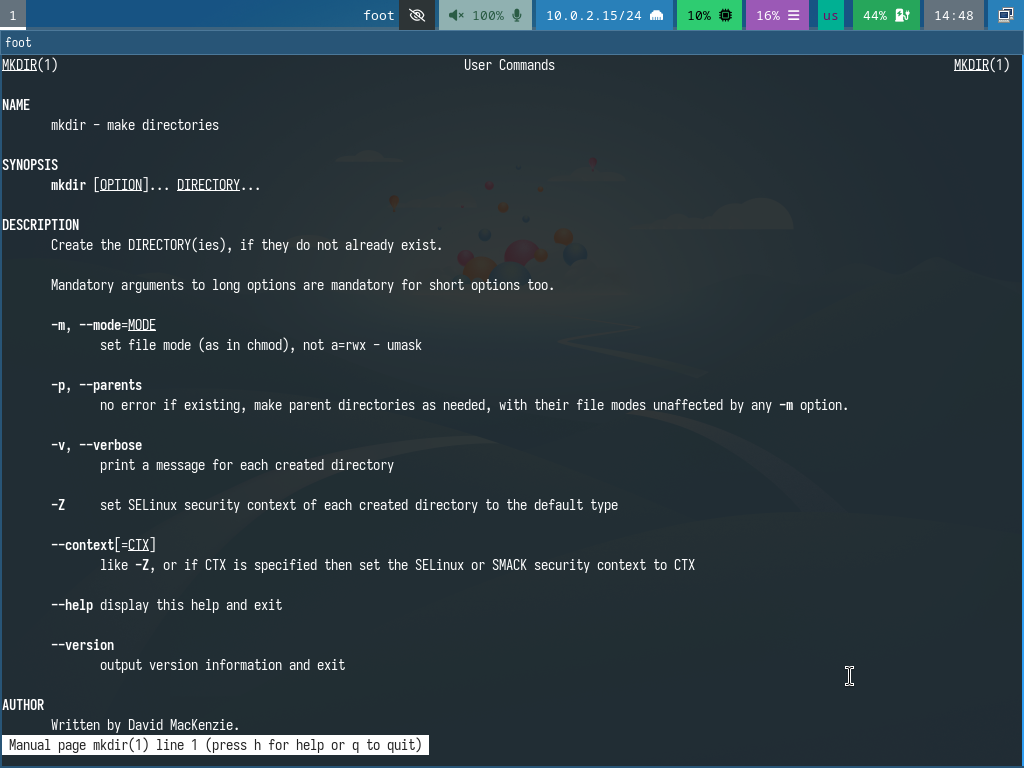 1 foot 100% 10.0.2.15/24 10% 16% us 44% 14:48
foot
MKDIR(1) User Commands MKDIR(1)
NAME
mkdir - make directories
SYNOPSIS
mkdir [OPTION]... DIRECTORY...
DESCRIPTION
Create the DIRECTORY(ies), if they do not already exist.
Mandatory arguments to long options are mandatory for short options too.
-m, --mode=MODE
set file mode (as in chmod), not a=rwx - umask
-p, --parents
no error if existing, make parent directories as needed, with their file modes unaffected by any -m option.
-v, --verbose
print a message for each created directory
-Z set SELinux security context of each created directory to the default type
--context[=CTX]
like -Z, or if CTX is specified then set the SELinux or SMACK security context to CTX
--help display this help and exit
--version
output version information and exit
AUTHOR
Written by David MacKenzie.
Manual page mkdir(1) line 1 (press h for help or q to quit)